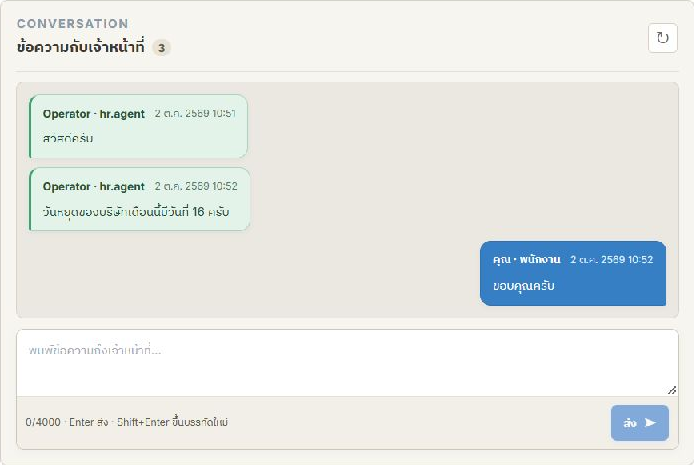 CONVERSATION
ข้อความกับเจ้าหน้าที่ 3
Operator · hr.agent 2 ต.ค. 2569 10:51
สวัสดีครับ
Operator · hr.agent 2 ต.ค. 2569 10:52
วันหยุดของบริษัทเดือนนี้มีวันที่ 16 ครับ
คุณ · พนักงาน 2 ต.ค. 2569 10:52
ขอบคุณครับ
พิมพ์ข้อความถึงเจ้าหน้าที่...
0/4000 · Enter ส่ง · Shift+Enter ขึ้นบรรทัดใหม่
ส่ง